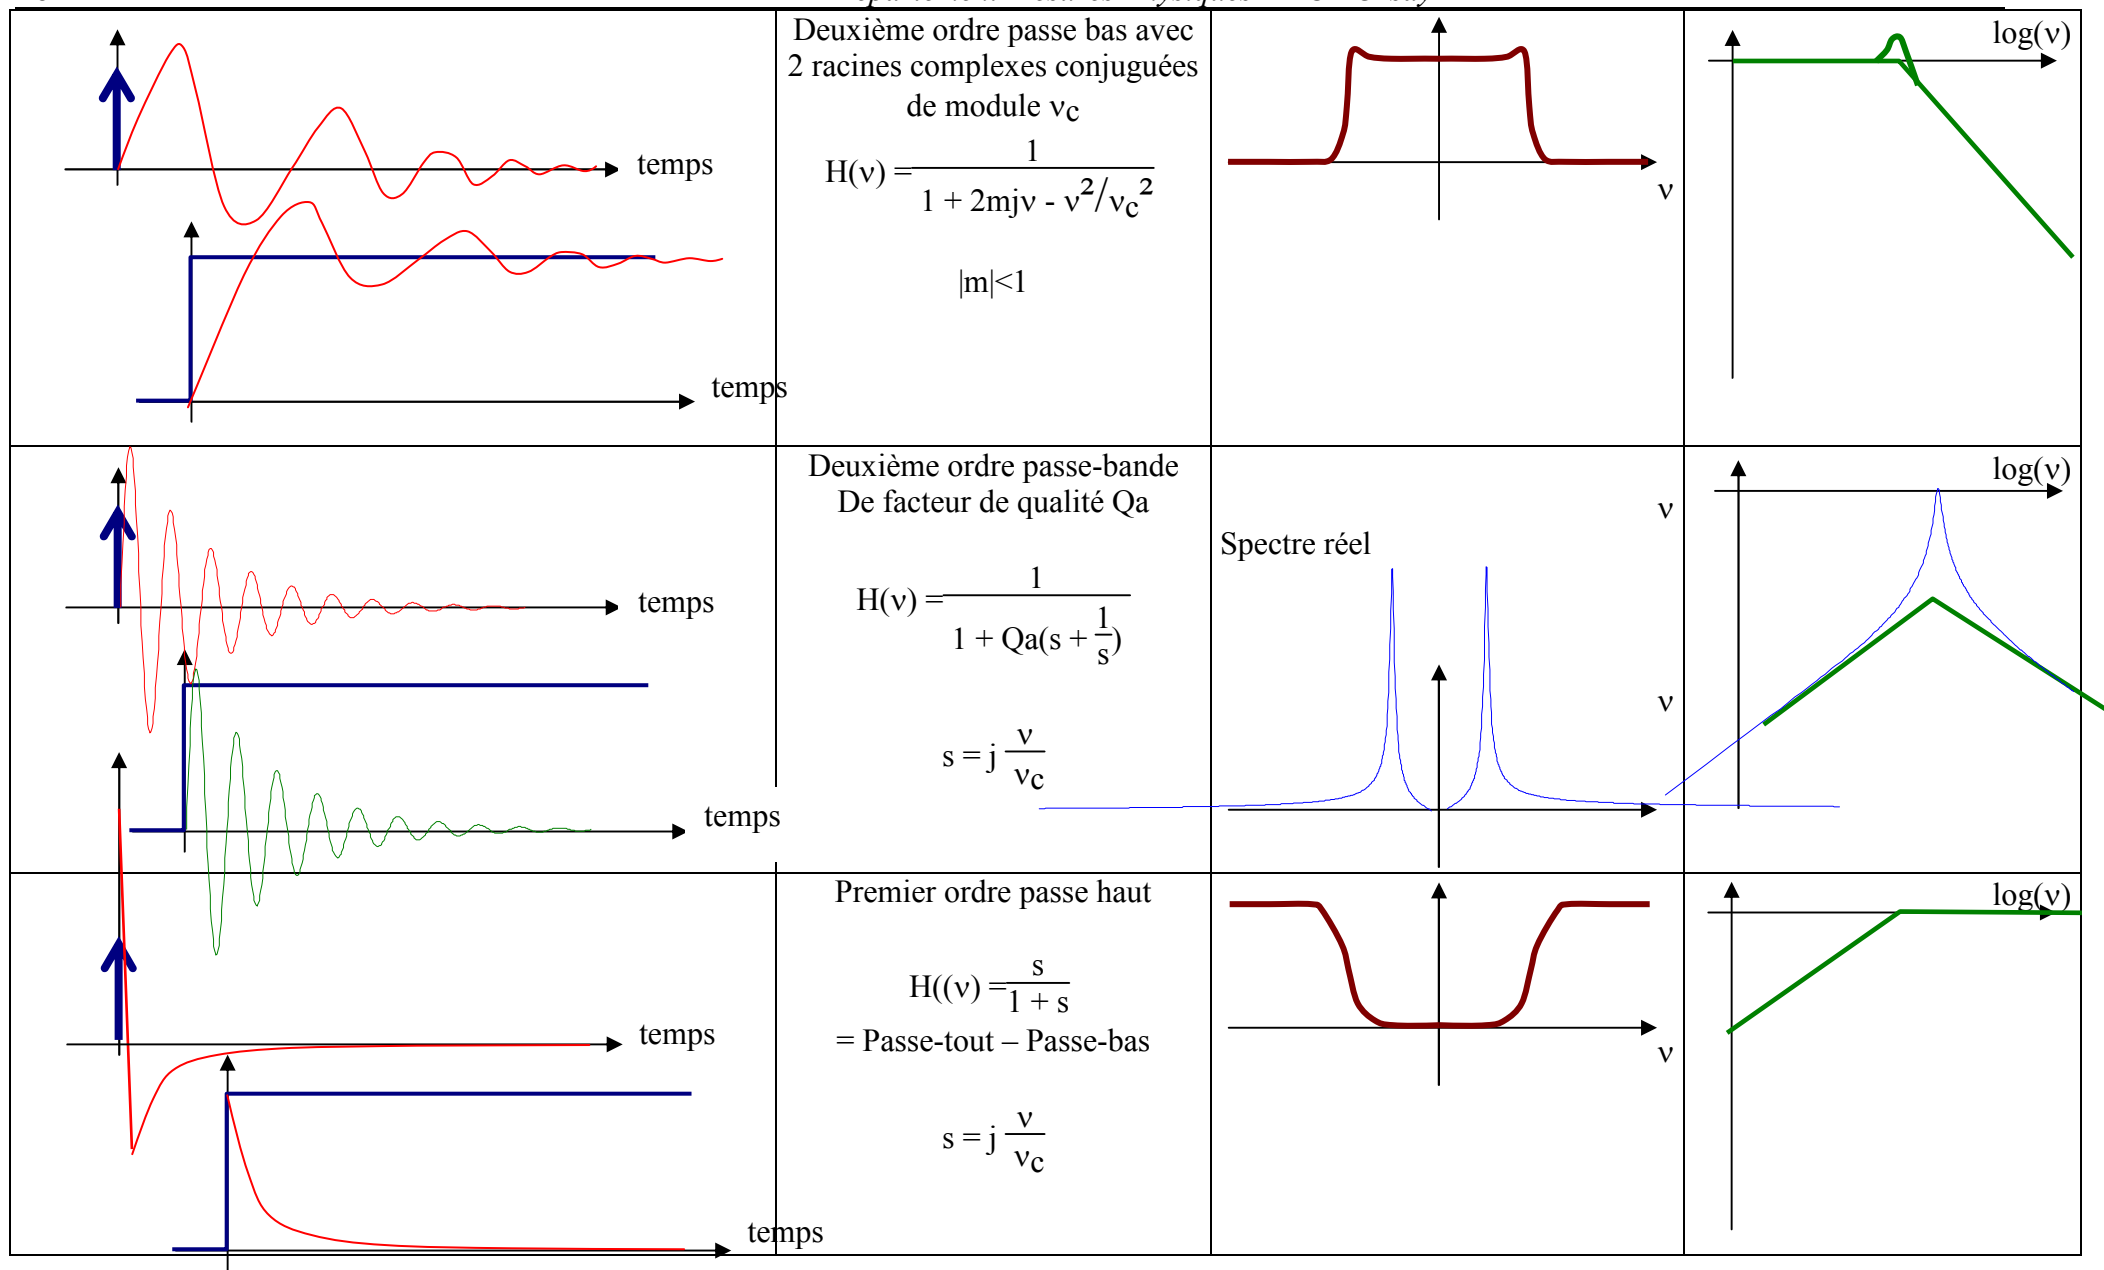 temps
temps
Deuxième ordre passe bas avec
2 racines complexes conjuguées
de module νc
H(ν) = 1 / (1 + 2mjν - ν²/νc²)
|m|<1
ν
log(ν)
temps
temps
Deuxième ordre passe-bande
De facteur de qualité Qa
H(ν) = 1 / (1 + Qa(s + 1/s))
s = j ν/νc
ν
Spectre réel
ν
log(ν)
temps
temps
Premier ordre passe haut
H((ν) = s / (1 + s)
= Passe-tout – Passe-bas
s = j ν/νc
ν
log(ν)